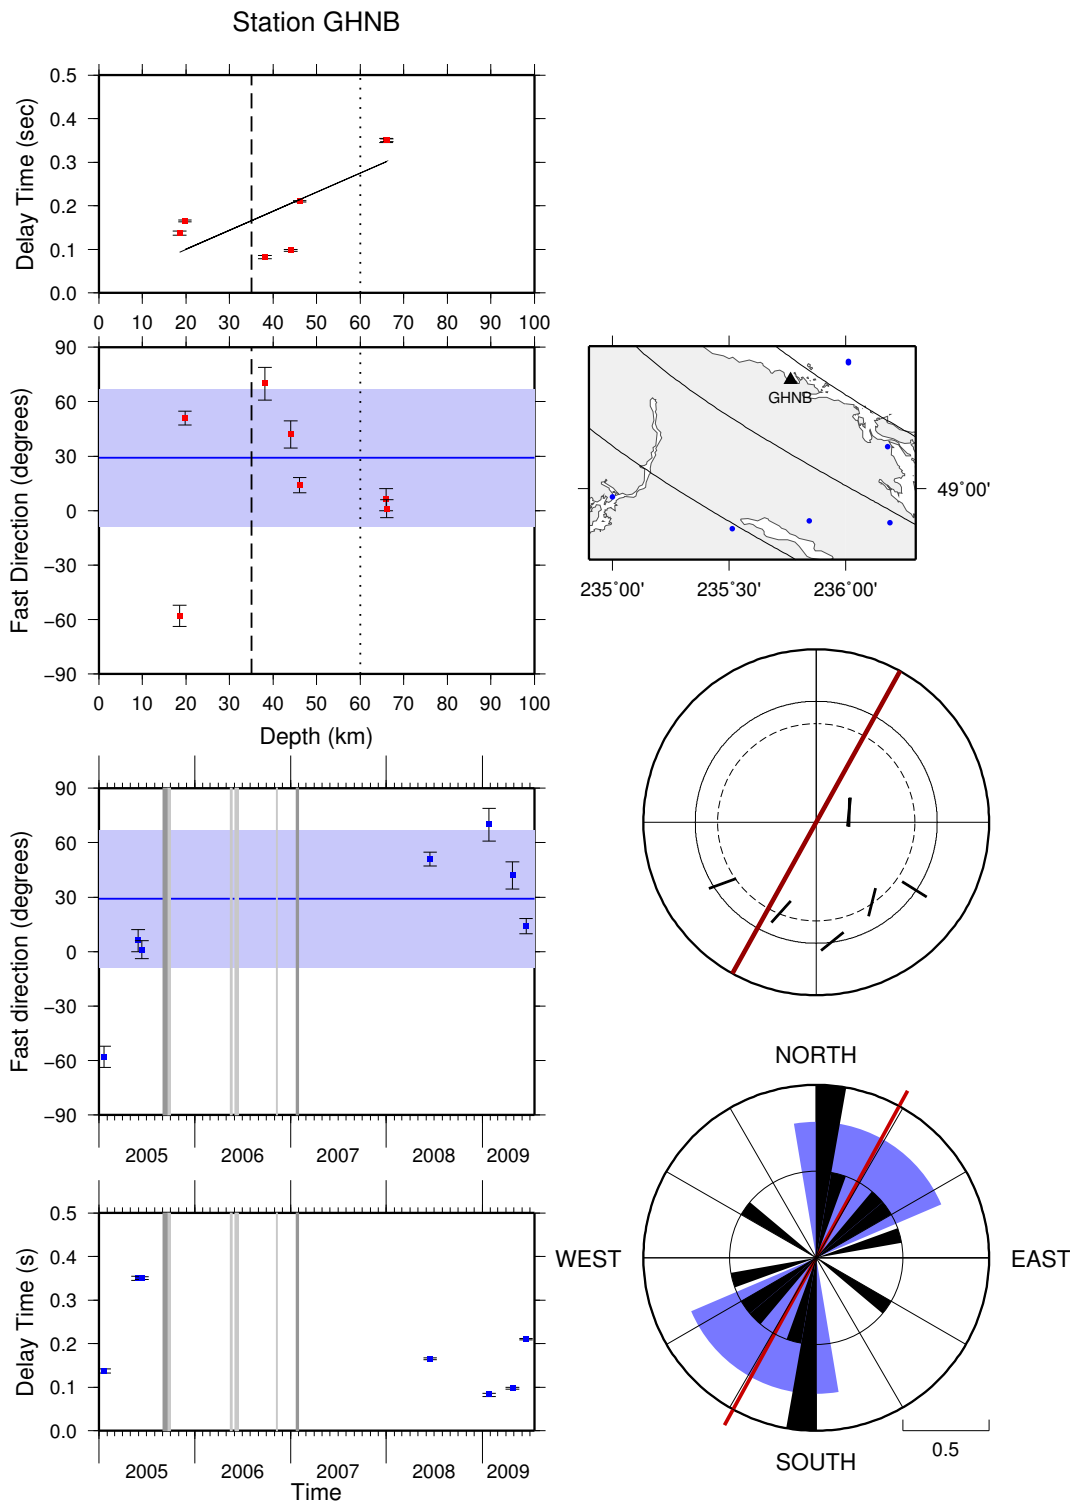 Station GHNB
Delay Time (sec)
0.5
0.4
0.3
0.2
0.1
0.0
0 10 20 30 40 50 60 70 80 90 100
Fast Direction (degrees)
90
60
30
0
−30
−60
−90
0 10 20 30 40 50 60 70 80 90 100
Depth (km)
GHNB
49°00'
235°00' 235°30' 236°00'
Fast direction (degrees)
90
60
30
0
−30
−60
−90
2005 2006 2007 2008 2009
Delay Time (s)
0.5
0.4
0.3
0.2
0.1
0.0
2005 2006 2007 2008 2009
Time
NORTH
WEST
EAST
SOUTH
0.5